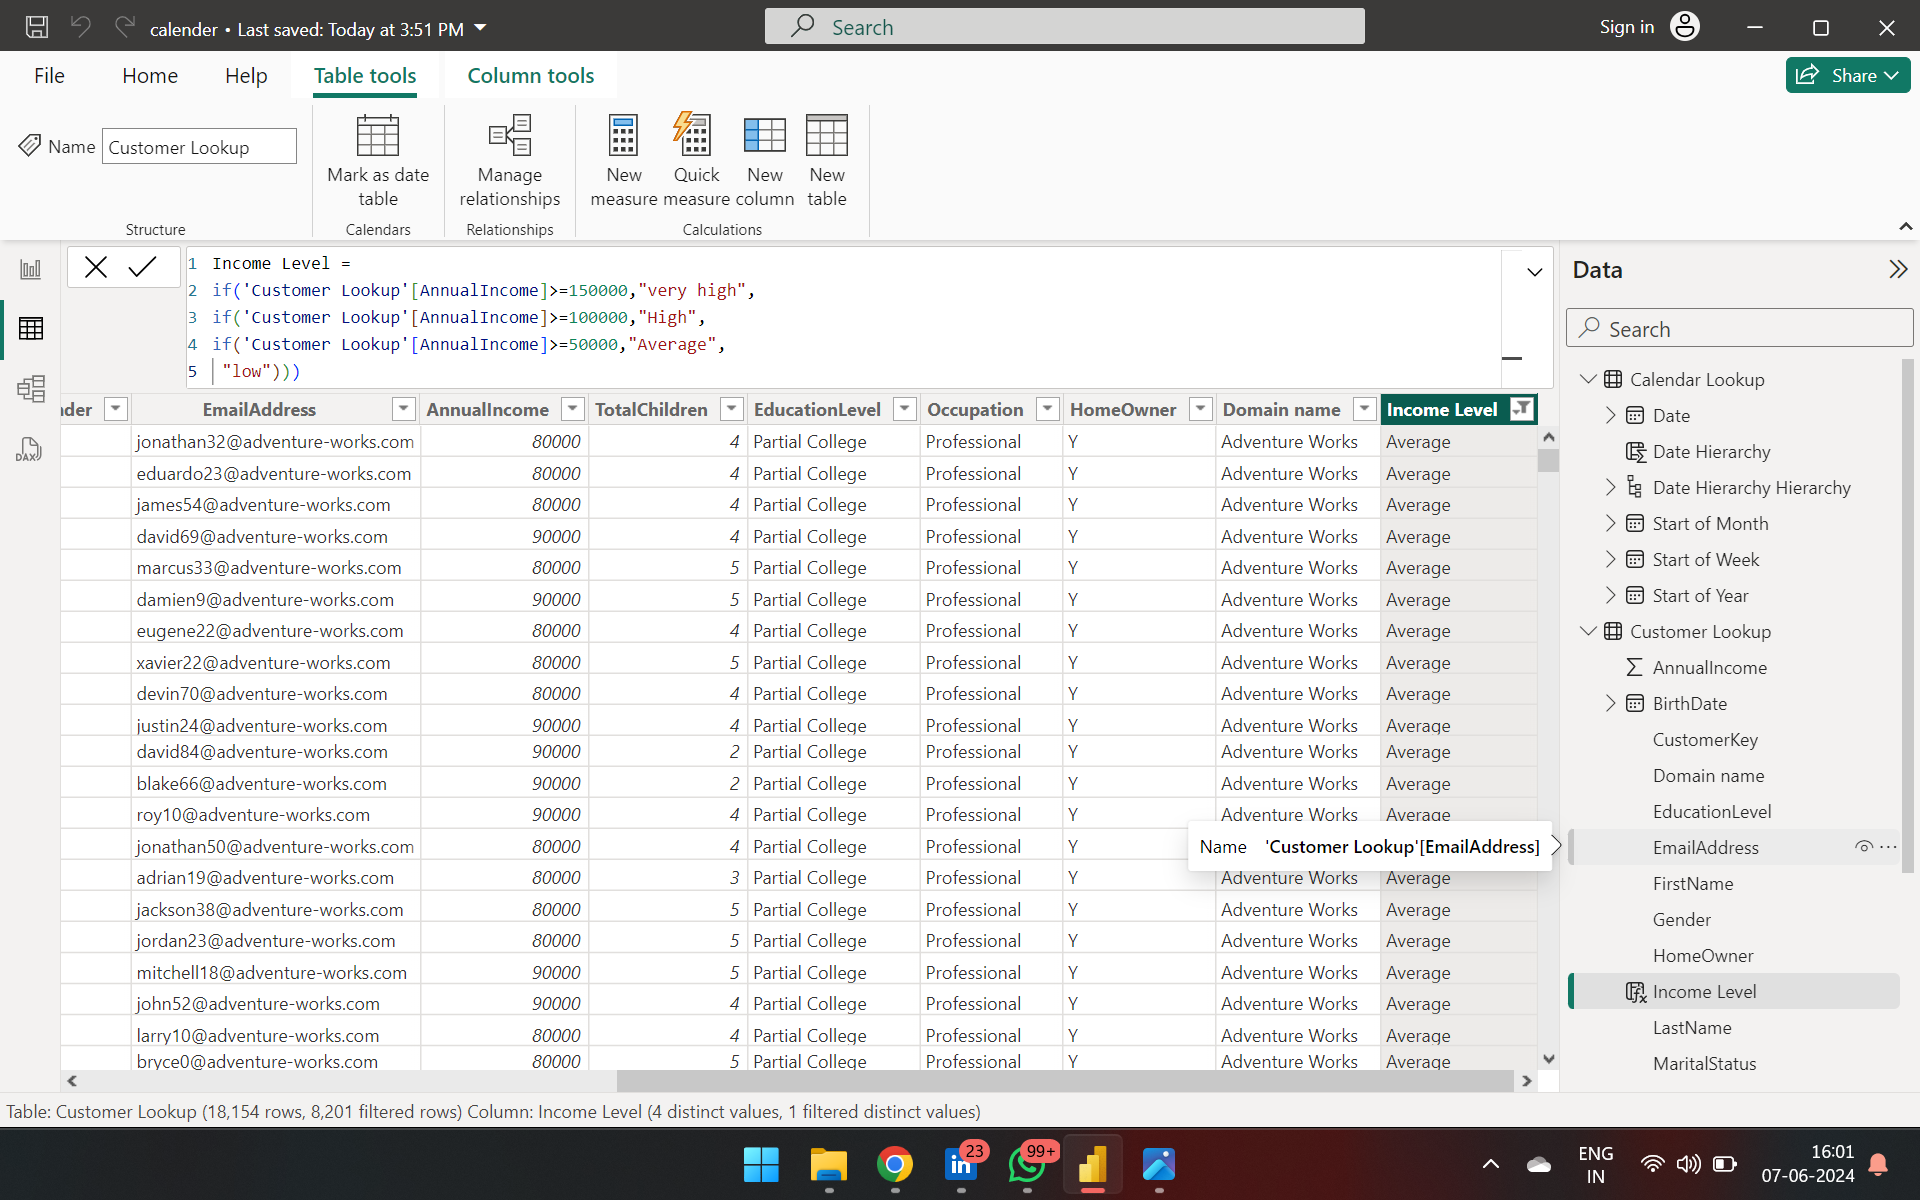 calender • Last saved: Today at 3:51 PM
Search
Sign in
File Home Help Table tools Column tools
Share
Name Customer Lookup
Mark as date table
Manage relationships
New measure
Quick measure
New column
New table
Structure Calendars Relationships Calculations
1 Income Level =
2 if('Customer Lookup'[AnnualIncome]>=150000,"very high",
3 if('Customer Lookup'[AnnualIncome]>=100000,"High",
4 if('Customer Lookup'[AnnualIncome]>=50000,"Average",
5 "low")))
nder EmailAddress AnnualIncome TotalChildren EducationLevel Occupation HomeOwner Domain name Income Level
jonathan32@adventure-works.com 80000 4 Partial College Professional Y Adventure Works Average
eduardo23@adventure-works.com 80000 4 Partial College Professional Y Adventure Works Average
james54@adventure-works.com 80000 4 Partial College Professional Y Adventure Works Average
david69@adventure-works.com 90000 4 Partial College Professional Y Adventure Works Average
marcus33@adventure-works.com 80000 5 Partial College Professional Y Adventure Works Average
damien9@adventure-works.com 90000 5 Partial College Professional Y Adventure Works Average
eugene22@adventure-works.com 80000 4 Partial College Professional Y Adventure Works Average
xavier22@adventure-works.com 80000 5 Partial College Professional Y Adventure Works Average
devin70@adventure-works.com 80000 4 Partial College Professional Y Adventure Works Average
justin24@adventure-works.com 90000 4 Partial College Professional Y Adventure Works Average
david84@adventure-works.com 90000 2 Partial College Professional Y Adventure Works Average
blake66@adventure-works.com 90000 2 Partial College Professional Y Adventure Works Average
roy10@adventure-works.com 90000 4 Partial College Professional Y Adventure Works Average
jonathan50@adventure-works.com 80000 4 Partial College Professional Y
Name 'Customer Lookup'[EmailAddress]
adrian19@adventure-works.com 80000 3 Partial College Professional Y Adventure Works Average
jackson38@adventure-works.com 80000 5 Partial College Professional Y Adventure Works Average
jordan23@adventure-works.com 80000 5 Partial College Professional Y Adventure Works Average
mitchell18@adventure-works.com 90000 5 Partial College Professional Y Adventure Works Average
john52@adventure-works.com 90000 4 Partial College Professional Y Adventure Works Average
larry10@adventure-works.com 80000 4 Partial College Professional Y Adventure Works Average
bryce0@adventure-works.com 80000 5 Partial College Professional Y Adventure Works Average
Data
Search
Calendar Lookup
Date
Date Hierarchy
Date Hierarchy Hierarchy
Start of Month
Start of Week
Start of Year
Customer Lookup
AnnualIncome
BirthDate
CustomerKey
Domain name
EducationLevel
EmailAddress
FirstName
Gender
HomeOwner
Income Level
LastName
MaritalStatus
DAX
Table: Customer Lookup (18,154 rows, 8,201 filtered rows) Column: Income Level (4 distinct values, 1 filtered distinct values)
in 23
99+
ENG
IN
16:01
07-06-2024